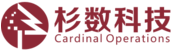 杉数科技
Cardinal Operations